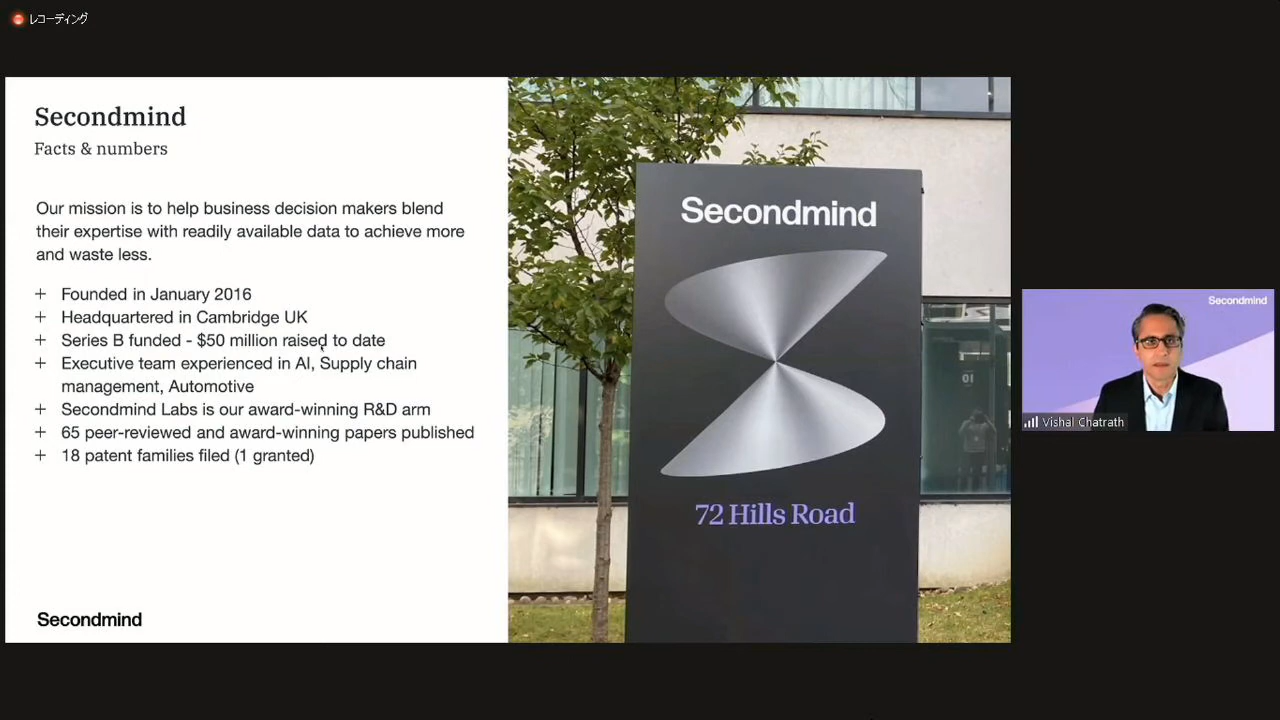 レコーディング
Secondmind
Facts & numbers
Our mission is to help business decision makers blend
their expertise with readily available data to achieve more
and waste less.
+ Founded in January 2016
+ Headquartered in Cambridge UK
+ Series B funded - $50 million raised to date
+ Executive team experienced in AI, Supply chain
management, Automotive
+ Secondmind Labs is our award-winning R&D arm
+ 65 peer-reviewed and award-winning papers published
+ 18 patent families filed (1 granted)
Secondmind
Secondmind
72 Hills Road
01
Secondmind
Vishal Chatrath